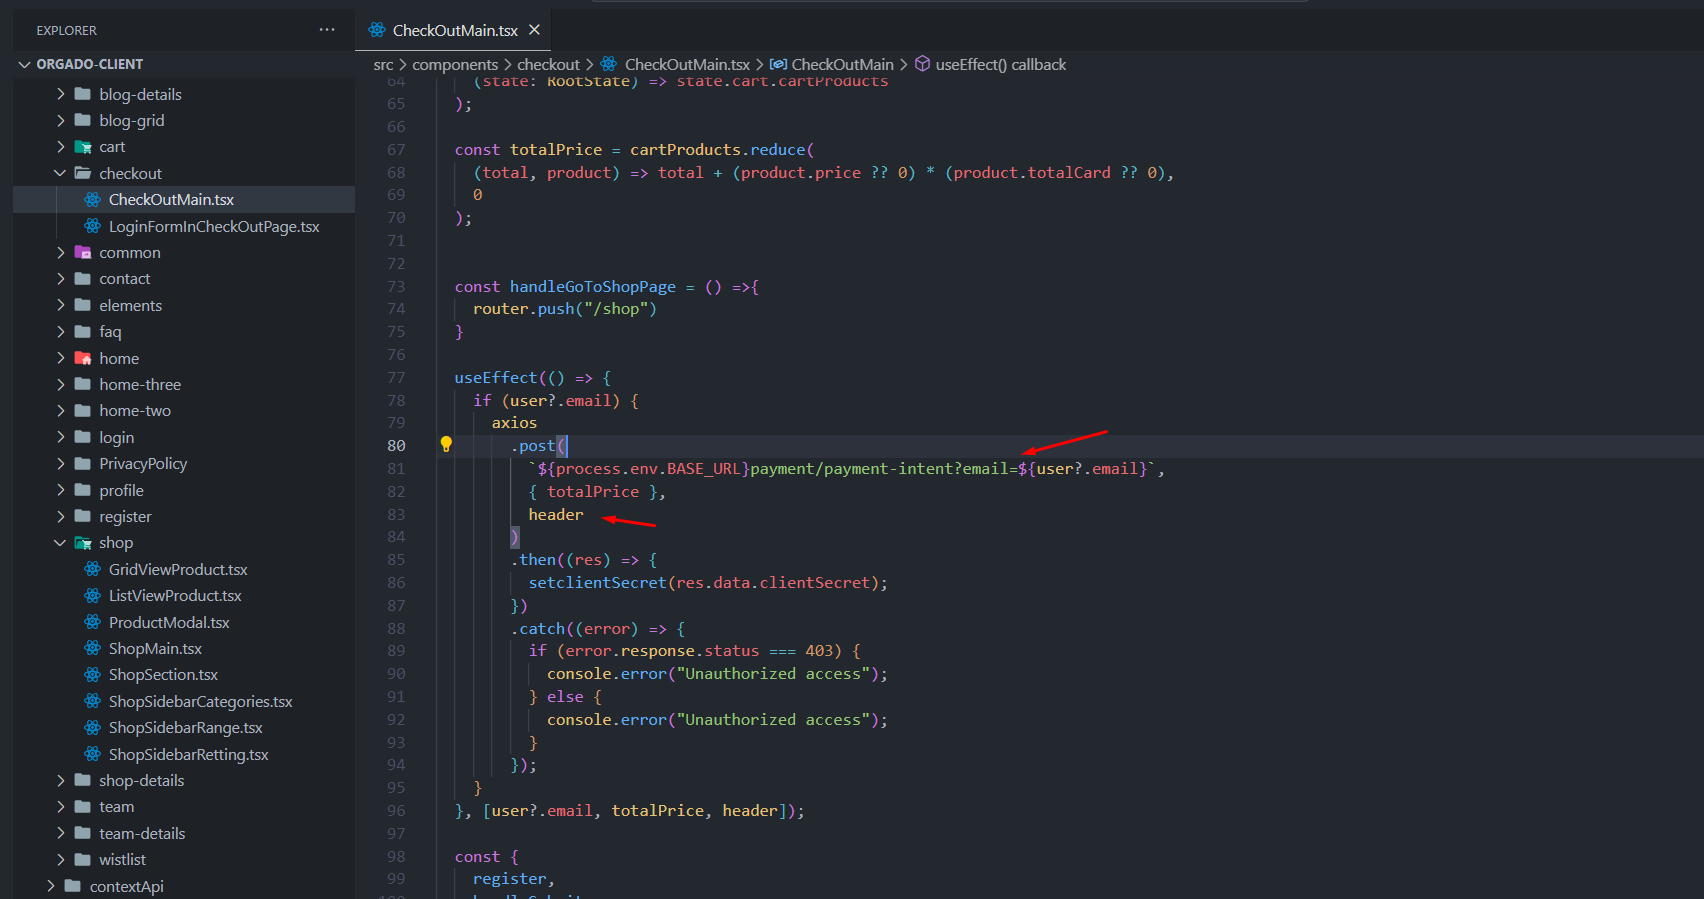 EXPLORER
...
ORGADO-CLIENT
blog-details
blog-grid
cart
checkout
CheckOutMain.tsx
LoginFormInCheckOutPage.tsx
common
contact
elements
faq
home
home-three
home-two
login
PrivacyPolicy
profile
register
shop
GridViewProduct.tsx
ListViewProduct.tsx
ProductModal.tsx
ShopMain.tsx
ShopSection.tsx
ShopSidebarCategories.tsx
ShopSidebarRange.tsx
ShopSidebarRetting.tsx
shop-details
team
team-details
wistlist
contextApi
CheckOutMain.tsx
src > components > checkout > CheckOutMain.tsx > CheckOutMain > useEffect() callback
64 (state: RootState) => state.cart.cartProducts
65 );
66
67 const totalPrice = cartProducts.reduce(
68 (total, product) => total + (product.price ?? 0) * (product.totalCard ?? 0),
69 0
70 );
71
72
73 const handleGoToShopPage = () =>{
74 router.push("/shop")
75 }
76
77 useEffect(() => {
78 if (user?.email) {
79 axios
80 .post(
81 `${process.env.BASE_URL}payment/payment-intent?email=${user?.email}`,
82 { totalPrice },
83 header
84 )
85 .then((res) => {
86 setclientSecret(res.data.clientSecret);
87 })
88 .catch((error) => {
89 if (error.response.status === 403) {
90 console.error("Unauthorized access");
91 } else {
92 console.error("Unauthorized access");
93 }
94 });
95 }
96 }, [user?.email, totalPrice, header]);
97
98 const {
99 register,